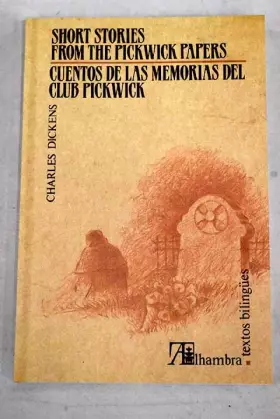 SHORT STORIES
FROM THE PICKWICK PAPERS
CUENTOS DE LAS MEMORIAS DEL
CLUB PICKWICK
CHARLES DICKENS
Alhambra
textos bilingües